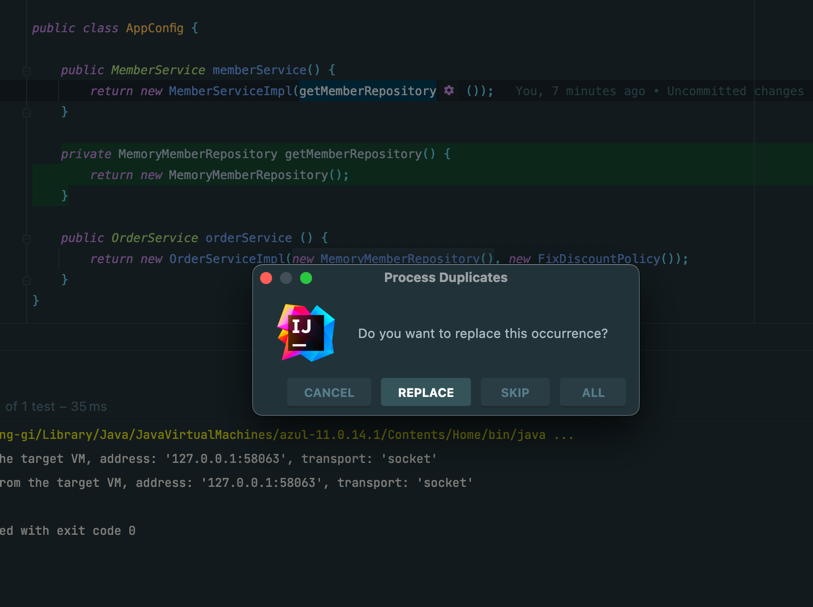 public class AppConfig {
public MemberService memberService() {
return new MemberServiceImpl(getMemberRepository ()); You, 7 minutes ago • Uncommitted changes
}
private MemoryMemberRepository getMemberRepository() {
return new MemoryMemberRepository();
}
public OrderService orderService () {
return new OrderServiceImpl(new MemoryMemberRepository(), new FixDiscountPolicy());
}
}
Process Duplicates
IJ
Do you want to replace this occurrence?
CANCEL REPLACE SKIP ALL
of 1 test – 35 ms
ng-gi/Library/Java/JavaVirtualMachines/azul-11.0.14.1/Contents/Home/bin/java ...
he target VM, address: '127.0.0.1:58063', transport: 'socket'
rom the target VM, address: '127.0.0.1:58063', transport: 'socket'
ed with exit code 0